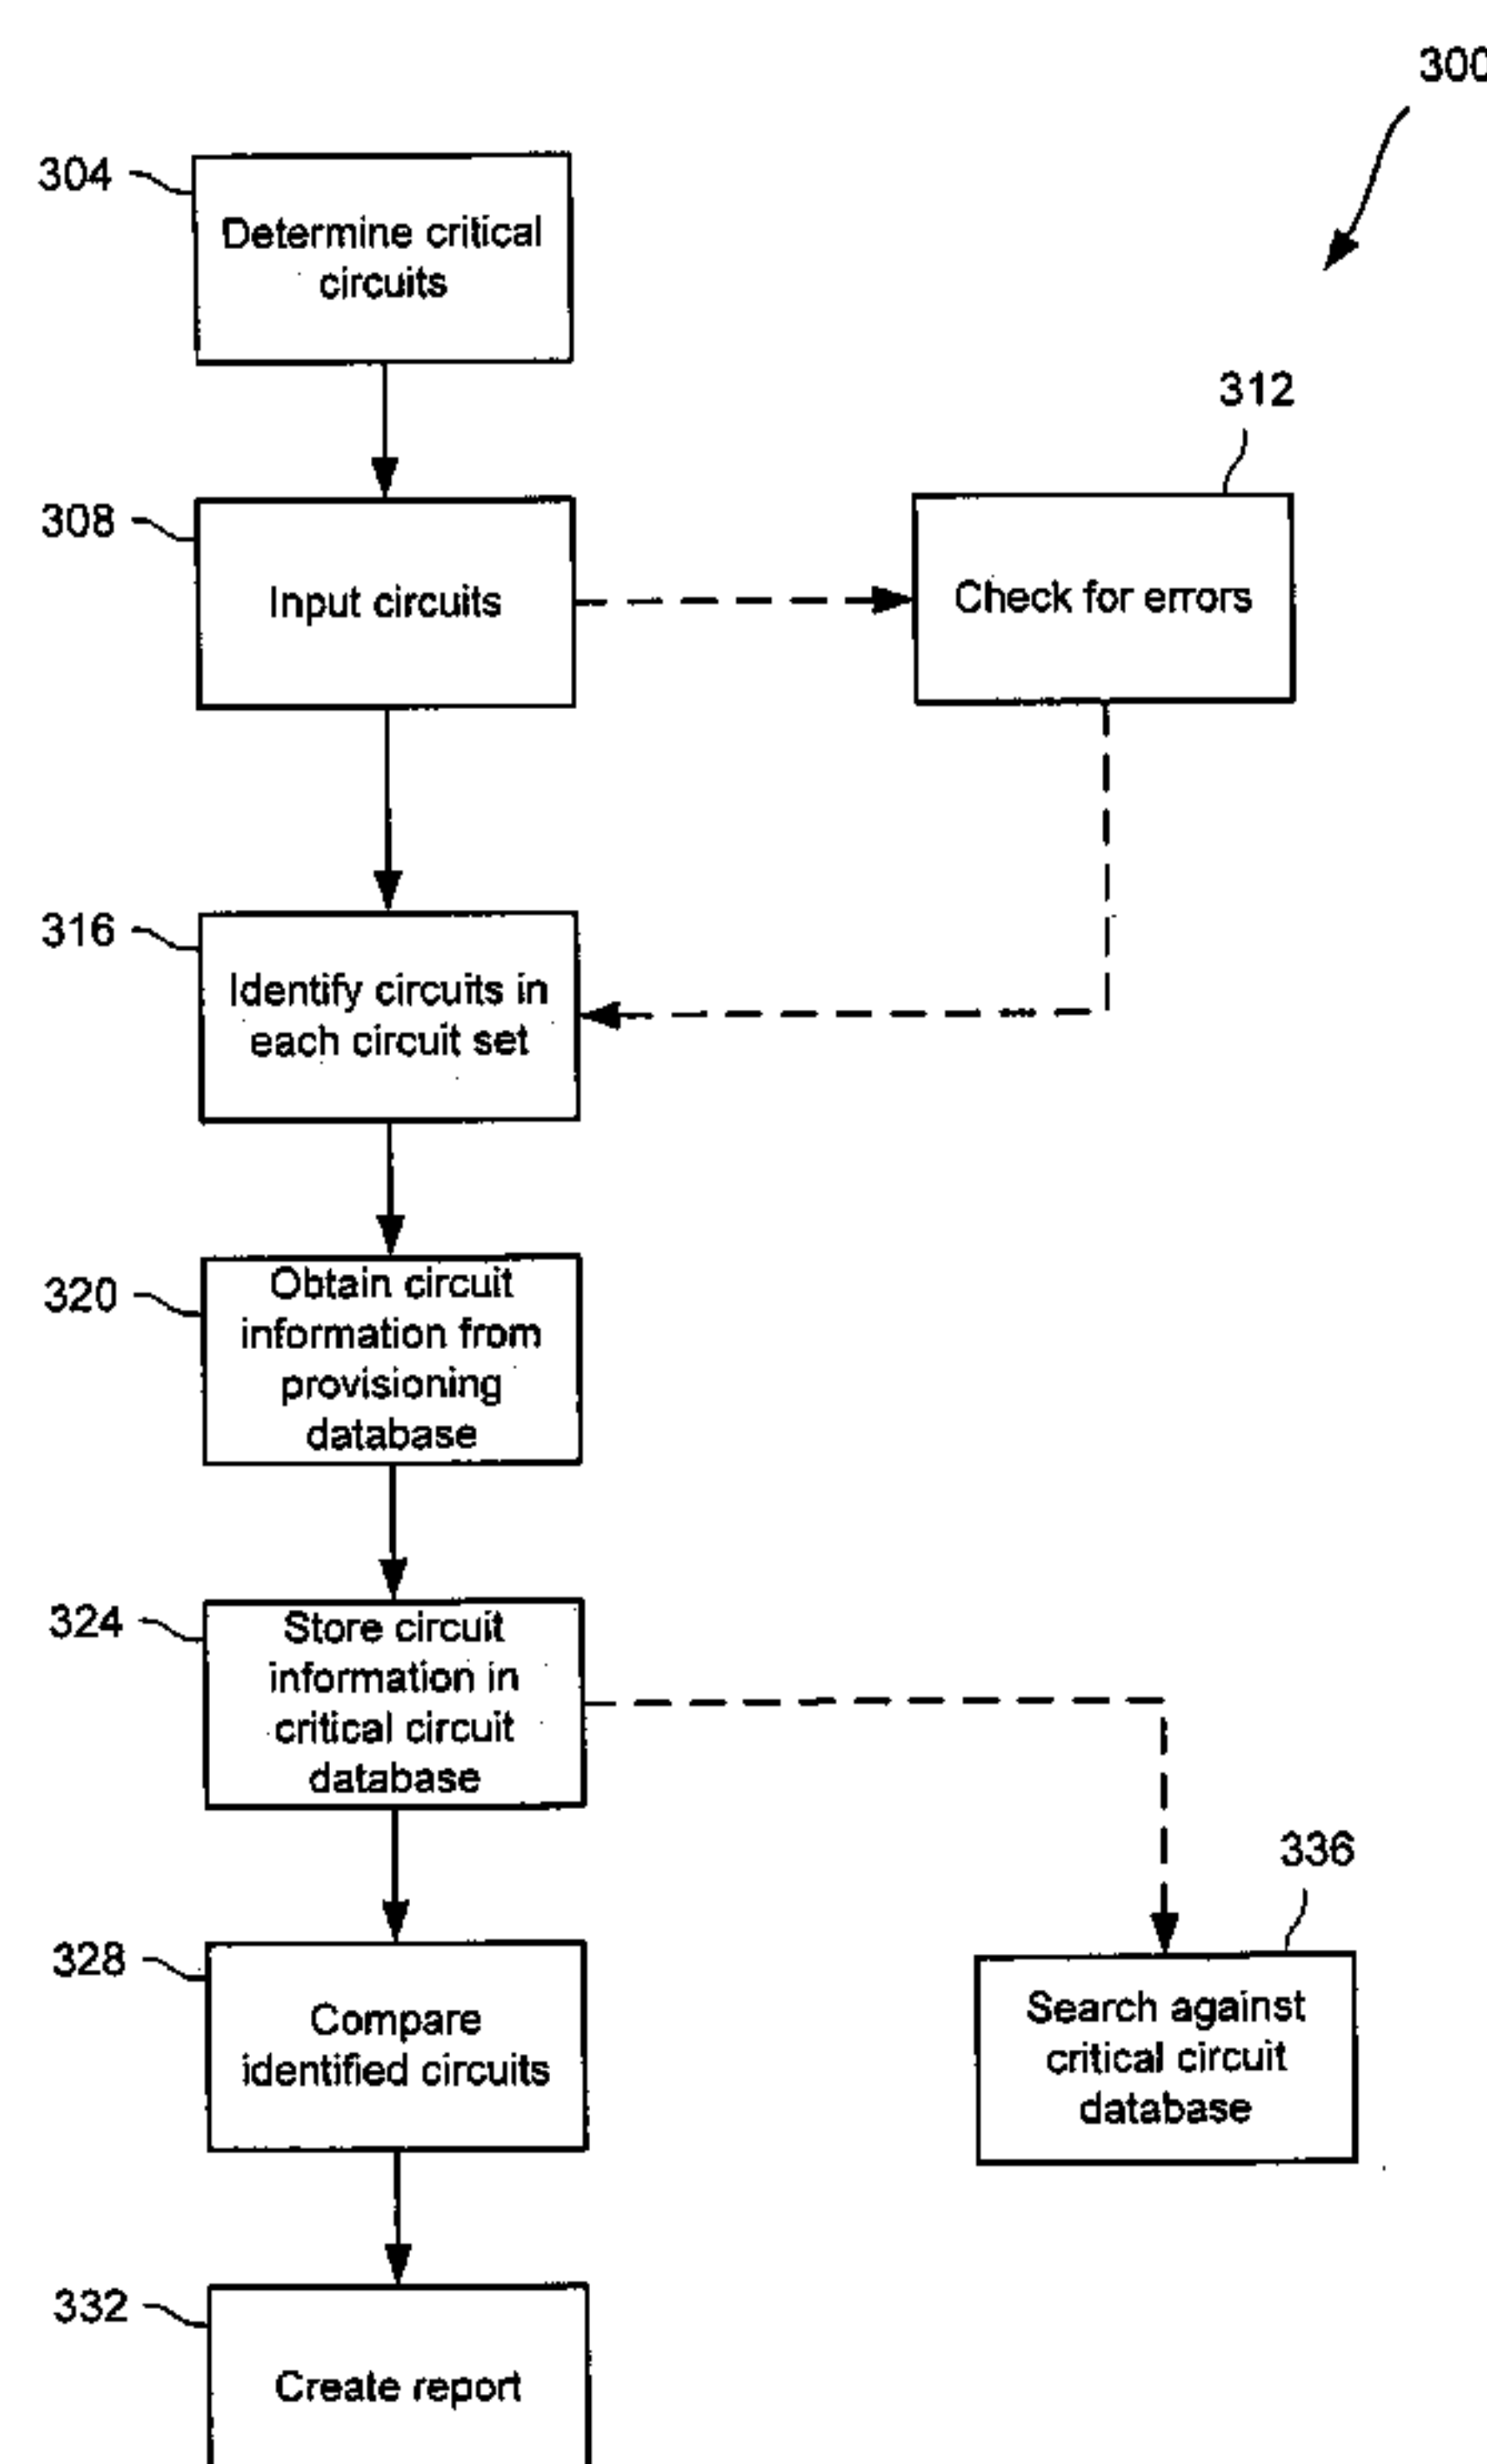 300
304
Determine critical
circuits
312
308
Input circuits
Check for errors
316
Identify circuits in
each circuit set
320
Obtain circuit
information from
provisioning
database
324
Store circuit
information in
critical circuit
database
336
328
Compare
identified circuits
Search against
critical circuit
database
332
Create report